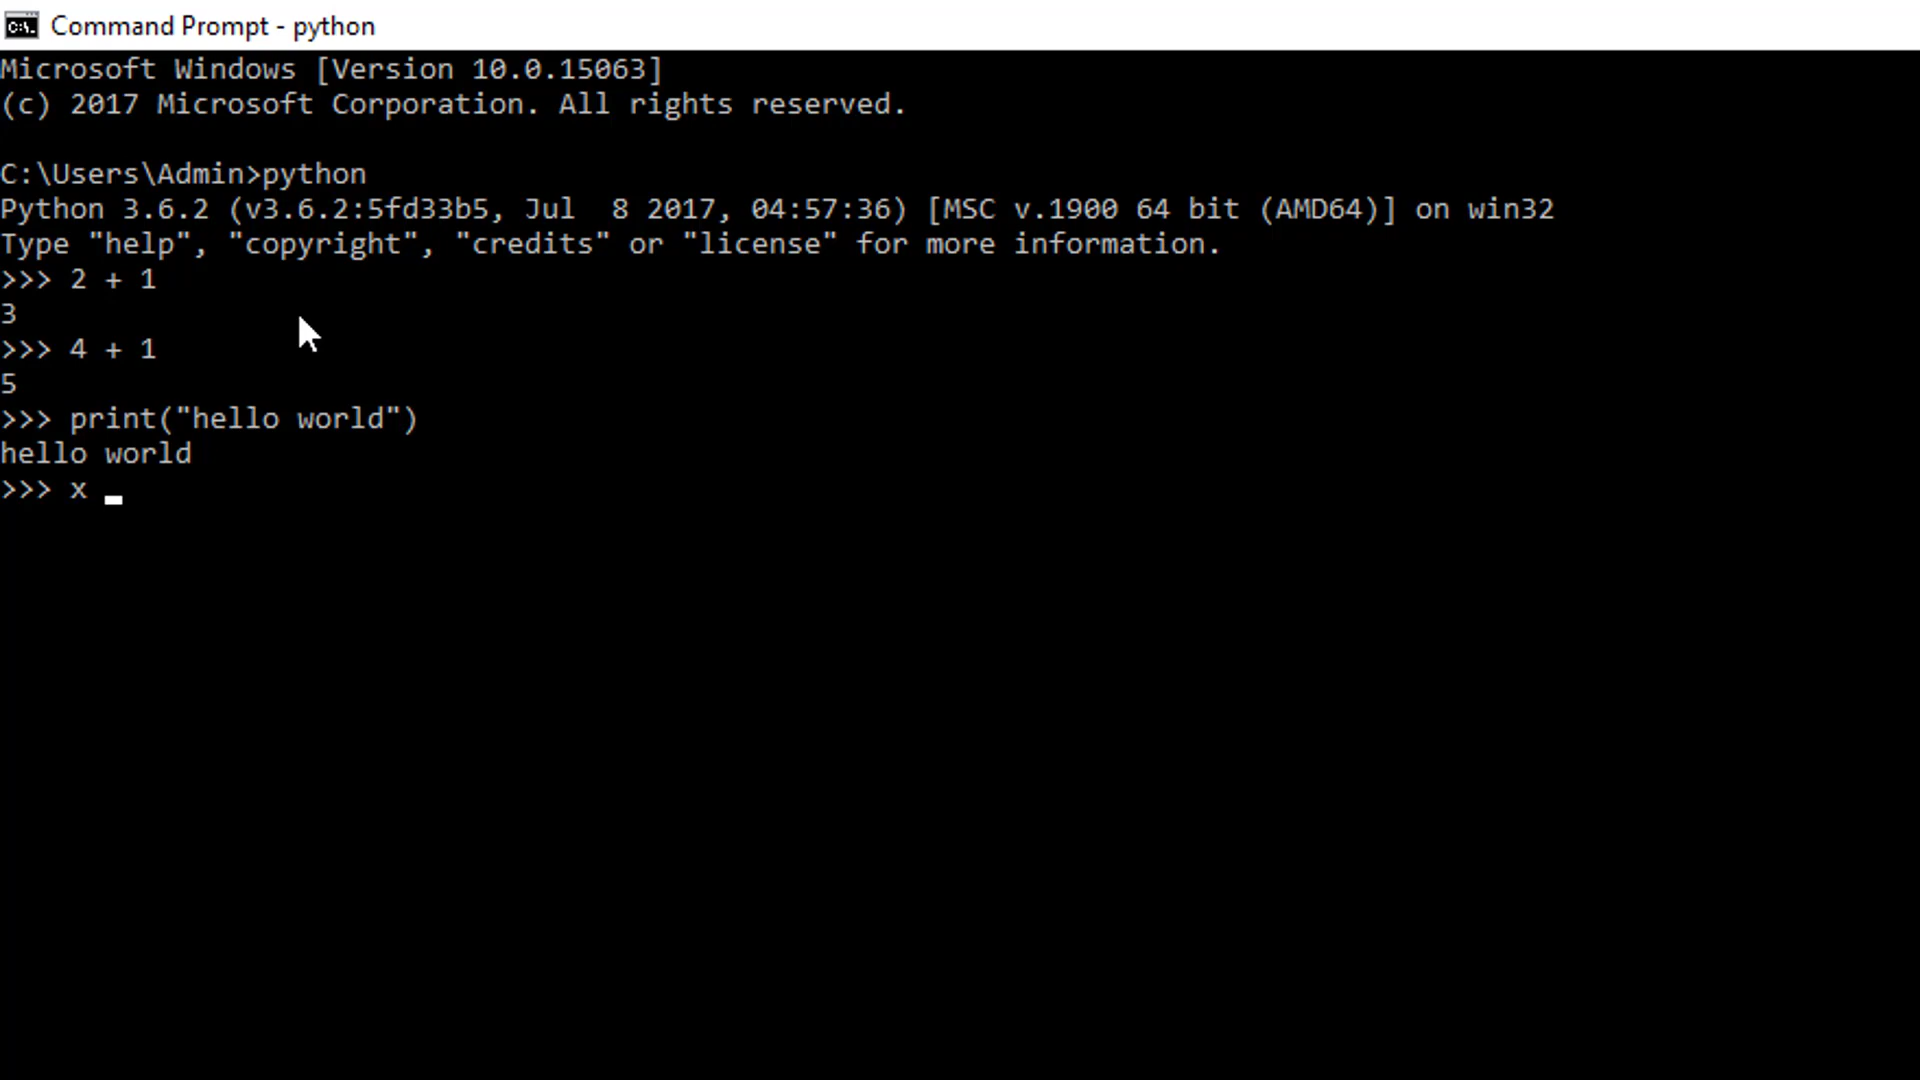 Command Prompt - python
Microsoft Windows [Version 10.0.15063]
(c) 2017 Microsoft Corporation. All rights reserved.
C:\Users\Admin>python
Python 3.6.2 (v3.6.2:5fd33b5, Jul  8 2017, 04:57:36) [MSC v.1900 64 bit (AMD64)] on win32
Type "help", "copyright", "credits" or "license" for more information.
>>> 2 + 1
3
>>> 4 + 1
5
>>> print("hello world")
hello world
>>> x